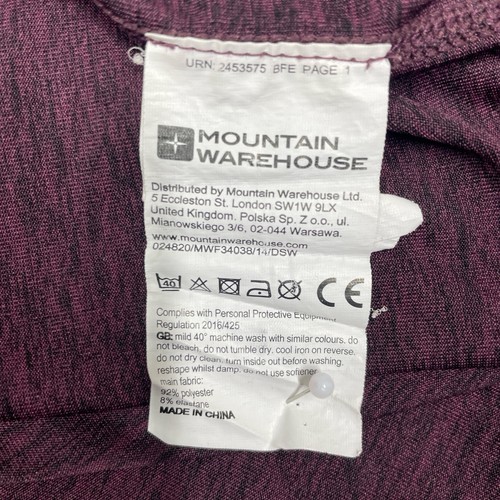 URN: 2453575 BFE PAGE 1
MOUNTAIN
WAREHOUSE
Distributed by Mountain Warehouse Ltd.
5 Eccleston St. London SW1W 9LX
United Kingdom. Polska Sp. Z o.o., ul.
Mianowskiego 3/6, 02-044 Warsawa.
www.mountainwarehouse.com
024820/MWF34038/14/DSW
40 CE
Complies with Personal Protective Equipment
Regulation 2016/425
GB: mild 40° machine wash with similar colours. do
not bleach. do not tumble dry. cool iron on reverse.
do not dry clean. turn inside out before washing.
reshape whilst damp. do not use softener
main fabric:
92% polyester
8% elastane
MADE IN CHINA